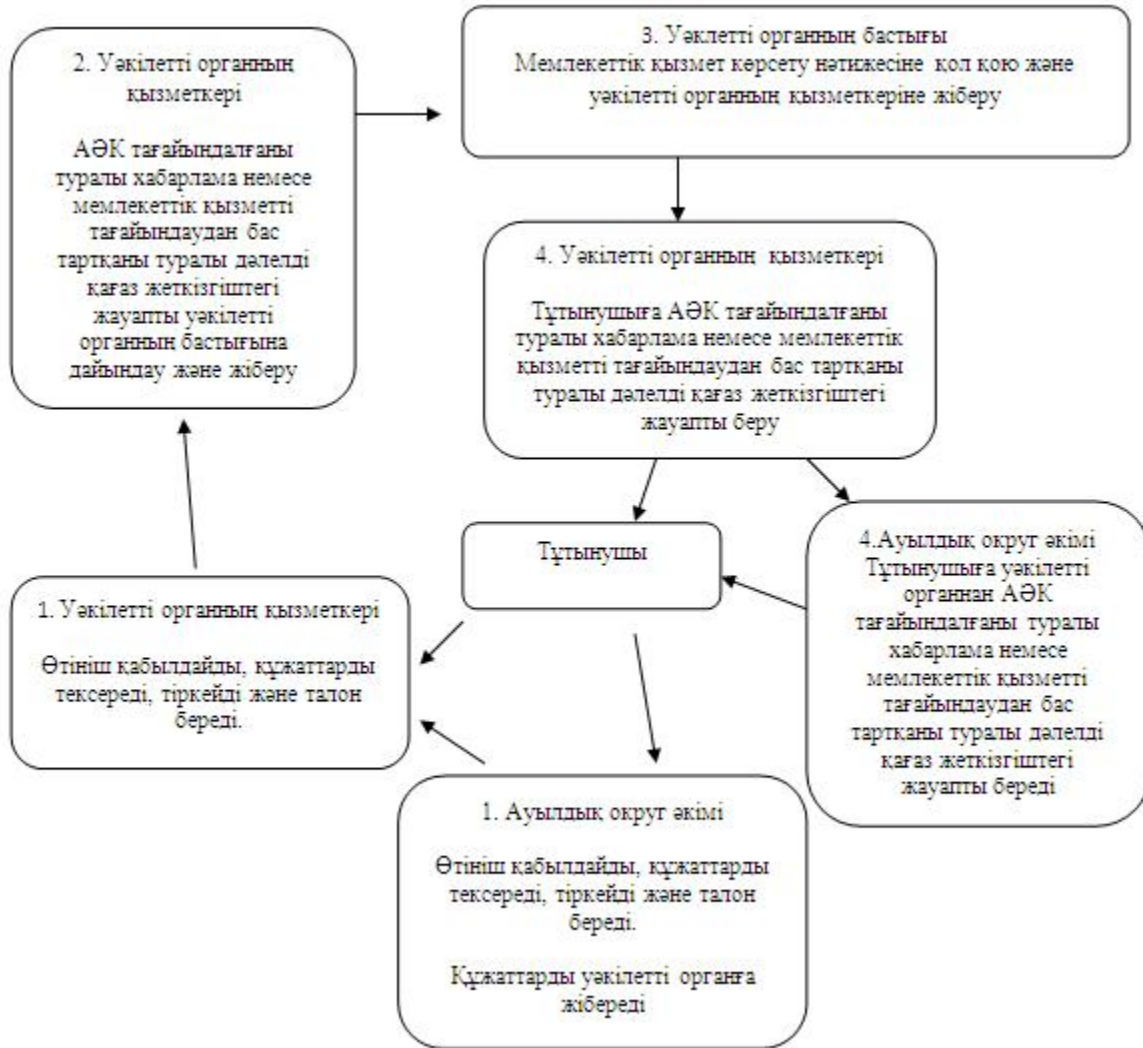 2. Уәкілетті органның
қызметкері
АӘК тағайындалғаны
туралы хабарлама немесе
мемлекеттік қызметті
тағайындаудан бас
тартқаны туралы дәлелді
қағаз жеткізгіштегі
жауапты уәкілетті
органның бастығына
дайындау және жіберу
3. Уәклетті органның бастығы
Мемлекеттік қызмет көрсету нәтижесіне қол қою және
уәкілетті органның қызметкеріне жіберу
4. Уәкілетті органның қызметкері
Тұтынушыға АӘК тағайындалғаны
туралы хабарлама немесе мемлекеттік
қызметті тағайындаудан бас тартқаны
туралы дәлелді қағаз жеткізгіштегі
жауапты беру
Тұтынушы
4.Ауылдық округ әкімі
Тұтынушыға уәкілетті
органнан АӘК
тағайындалғаны туралы
хабарлама немесе
мемлекеттік қызметті
тағайындаудан бас
тартқаны туралы дәлелді
қағаз жеткізгіштегі
жауапты береді
1. Уәкілетті органның қызметкері
Өтініш қабылдайды, құжаттарды
тексереді, тіркейді және талон
береді.
1. Ауылдық округ әкімі
Өтініш қабылдайды, құжаттарды
тексереді, тіркейді және талон
береді.
Құжаттарды уәкілетті органға
жібереді